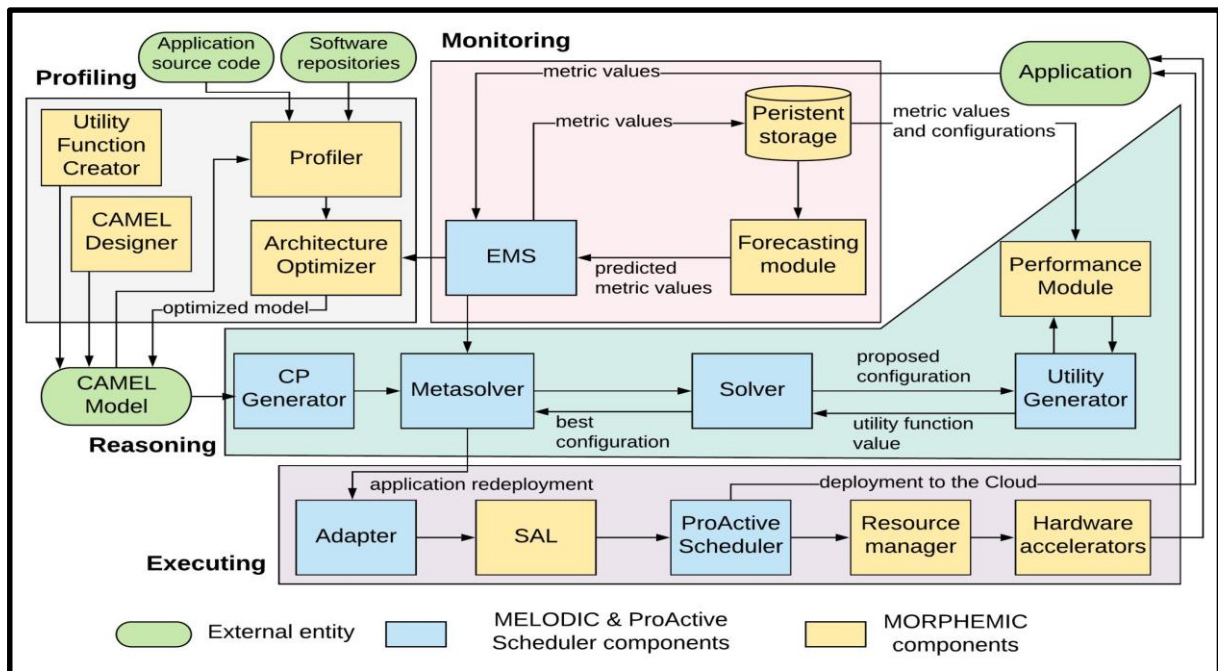 Application
source code
Software
repositories
Monitoring
Profiling
metric values
Application
Utility
Function
Creator
Profiler
metric values
Peristent
storage
metric values
and configurations
CAMEL
Designer
Architecture
Optimizer
EMS
predicted
metric values
Forecasting
module
Performance
Module
optimized model
CAMEL
Model
CP
Generator
Metasolver
Solver
proposed
configuration
Utility
Generator
best
configuration
utility function
value
Reasoning
application redeployment
deployment to the Cloud
Adapter
SAL
ProActive
Scheduler
Resource
manager
Hardware
accelerators
Executing
External entity
MELODIC & ProActive
Scheduler components
MORPHEMIC
components